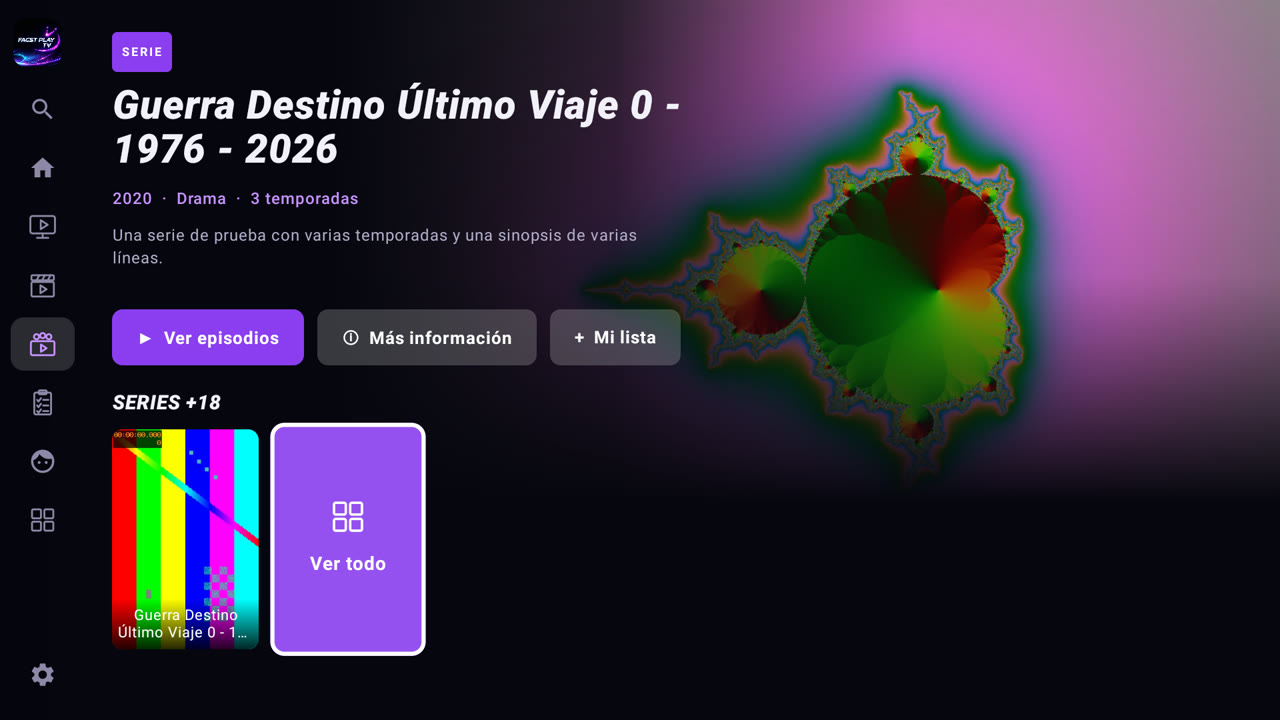 FACST PLAY
TV
SERIE
Guerra Destino Último Viaje 0 -
1976 - 2026
2020 · Drama · 3 temporadas
Una serie de prueba con varias temporadas y una sinopsis de varias
líneas.
► Ver episodios
Más información
+ Mi lista
SERIES +18
00:00:00.000
0
Guerra Destino
Último Viaje 0 - 1…
Ver todo